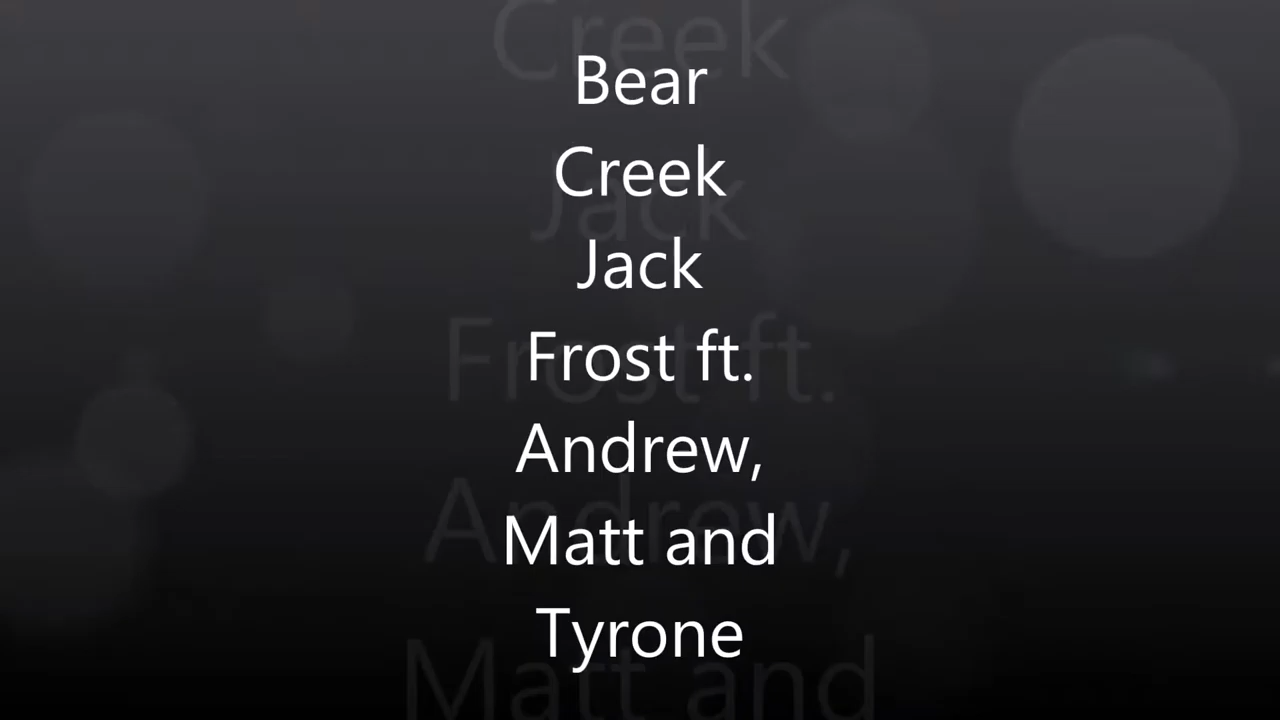 Bear
Creek
Jack
Frost ft.
Andrew,
Matt and
Tyrone